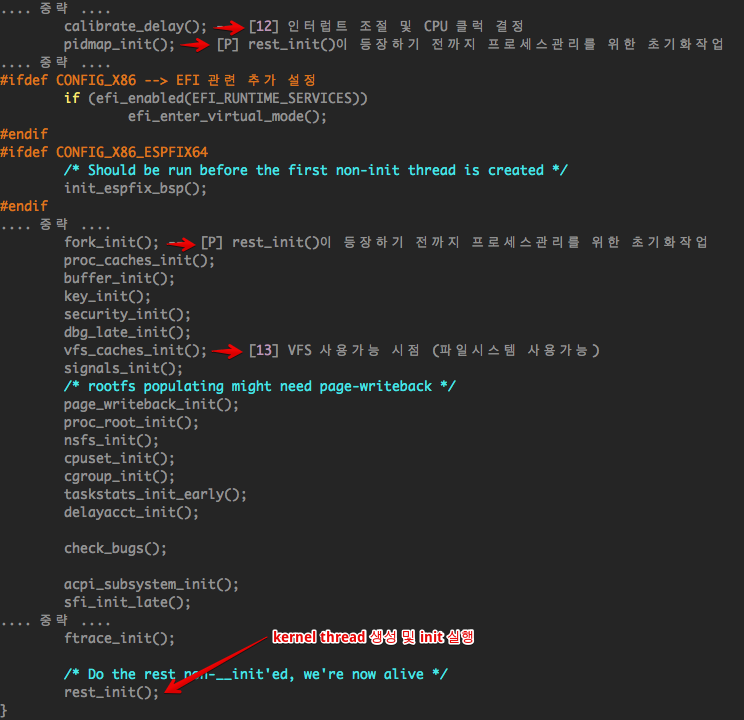 .... 중략 ....
calibrate_delay(); [12] 인터럽트 조절 및 CPU 클럭 결정
pidmap_init(); [P] rest_init()이 등장하기 전까지 프로세스관리를 위한 초기화작업
.... 중략 ....
#ifdef CONFIG_X86 --> EFI 관련 추가 설정
if (efi_enabled(EFI_RUNTIME_SERVICES))
efi_enter_virtual_mode();
#endif
#ifdef CONFIG_X86_ESPFIX64
/* Should be run before the first non-init thread is created */
init_espfix_bsp();
#endif
.... 중략 ....
fork_init(); [P] rest_init()이 등장하기 전까지 프로세스관리를 위한 초기화작업
proc_caches_init();
buffer_init();
key_init();
security_init();
dbg_late_init();
vfs_caches_init(); [13] VFS 사용가능 시점 (파일시스템 사용가능)
signals_init();
/* rootfs populating might need page-writeback */
page_writeback_init();
proc_root_init();
nsfs_init();
cpuset_init();
cgroup_init();
taskstats_init_early();
delayacct_init();
check_bugs();
acpi_subsystem_init();
sfi_init_late();
.... 중략 ....
ftrace_init();
kernel thread 생성 및 init 실행
/* Do the rest non-__init'ed, we're now alive */
rest_init();
}